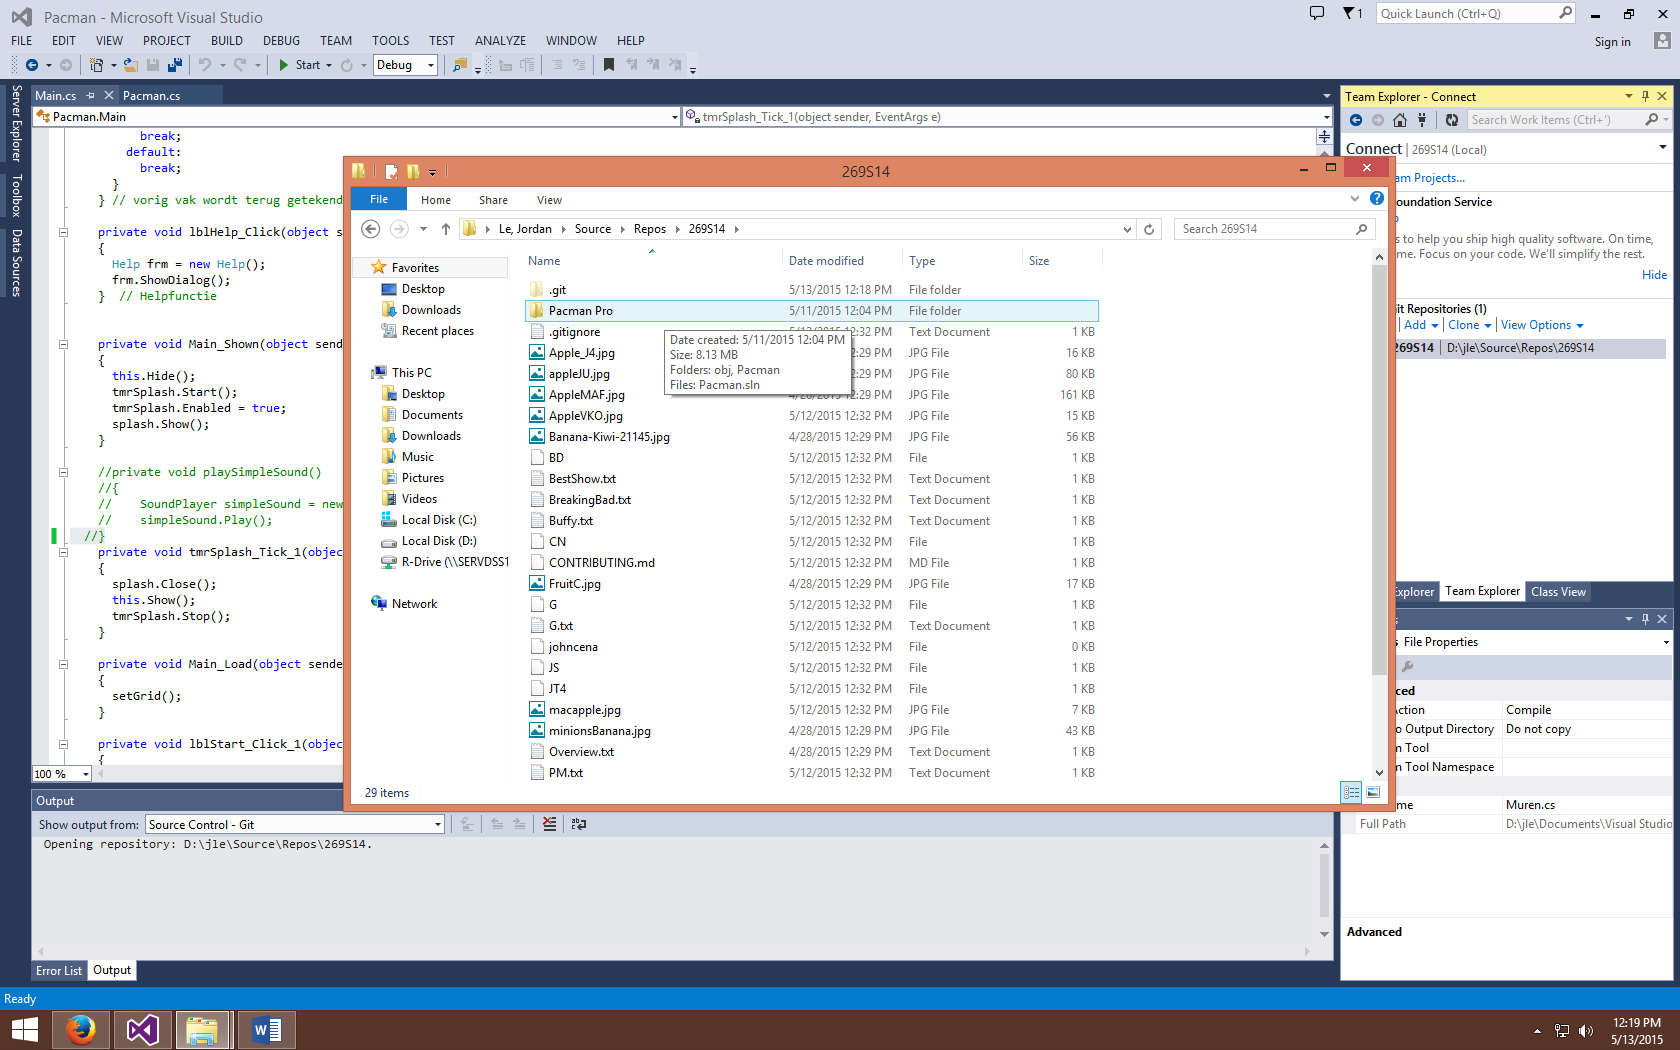 Pacman - Microsoft Visual Studio
1
Quick Launch (Ctrl+Q)
FILE EDIT VIEW PROJECT BUILD DEBUG TEAM TOOLS TEST ANALYZE WINDOW HELP
Sign in
Start
Debug
Server Explorer
Toolbox
Data Sources
Main.cs
Pacman.cs
Pacman.Main
tmrSplash_Tick_1(object sender, EventArgs e)
break;
default:
break;
}
} // vorig vak wordt terug getekend
private void lblHelp_Click(object s
{
Help frm = new Help();
frm.ShowDialog();
} // Helpfunctie
private void Main_Shown(object send
{
this.Hide();
tmrSplash.Start();
tmrSplash.Enabled = true;
splash.Show();
}
//private void playSimpleSound()
//{
// SoundPlayer simpleSound = new
// simpleSound.Play();
//}
private void tmrSplash_Tick_1(objec
{
splash.Close();
this.Show();
tmrSplash.Stop();
}
private void Main_Load(object sende
{
setGrid();
}
private void lblStart_Click_1(objec
{
100 %
269S14
File Home Share View
Le, Jordan Source Repos 269S14
Search 269S14
Favorites
Desktop
Downloads
Recent places
This PC
Desktop
Documents
Downloads
Music
Pictures
Videos
Local Disk (C:)
Local Disk (D:)
R-Drive (\\SERVDSS1
Network
Name Date modified Type Size
.git 5/13/2015 12:18 PM File folder
Pacman Pro 5/11/2015 12:04 PM File folder
.gitignore 5/12/2015 12:32 PM Text Document 1 KB
Apple_J4.jpg 2:29 PM JPG File 16 KB
appleJU.jpg 2:29 PM JPG File 80 KB
AppleMAF.jpg 4/28/2015 12:29 PM JPG File 161 KB
AppleVKO.jpg 5/12/2015 12:32 PM JPG File 15 KB
Banana-Kiwi-21145.jpg 4/28/2015 12:29 PM JPG File 56 KB
BD 5/12/2015 12:32 PM File 1 KB
BestShow.txt 5/12/2015 12:32 PM Text Document 1 KB
BreakingBad.txt 5/12/2015 12:32 PM Text Document 1 KB
Buffy.txt 5/12/2015 12:32 PM Text Document 1 KB
CN 5/12/2015 12:32 PM File 1 KB
CONTRIBUTING.md 5/12/2015 12:32 PM MD File 1 KB
FruitC.jpg 4/28/2015 12:29 PM JPG File 17 KB
G 5/12/2015 12:32 PM File 1 KB
G.txt 5/12/2015 12:32 PM Text Document 1 KB
johncena 5/12/2015 12:32 PM File 0 KB
JS 5/12/2015 12:32 PM File 1 KB
JT4 5/12/2015 12:32 PM File 1 KB
macapple.jpg 5/12/2015 12:32 PM JPG File 7 KB
minionsBanana.jpg 4/28/2015 12:29 PM JPG File 43 KB
Overview.txt 4/28/2015 12:29 PM Text Document 1 KB
PM.txt 5/12/2015 12:32 PM Text Document 1 KB
Date created: 5/11/2015 12:04 PM
Size: 8.13 MB
Folders: obj, Pacman
Files: Pacman.sln
29 items
Team Explorer - Connect
Search Work Items (Ctrl+')
Connect | 269S14 (Local)
am Projects...
oundation Service
s to help you ship high quality software. On time,
me. Focus on your code. We'll simplify the rest.
Hide
it Repositories (1)
Add Clone View Options
269S14 D:\jle\Source\Repos\269S14
xplorer Team Explorer Class View
s
File Properties
ced
ction Compile
o Output Directory Do not copy
m Tool
m Tool Namespace
me Muren.cs
Full Path D:\jle\Documents\Visual Studio
Advanced
Output
Show output from: Source Control - Git
Opening repository: D:\jle\Source\Repos\269S14.
Error List Output
Ready
12:19 PM
5/13/2015